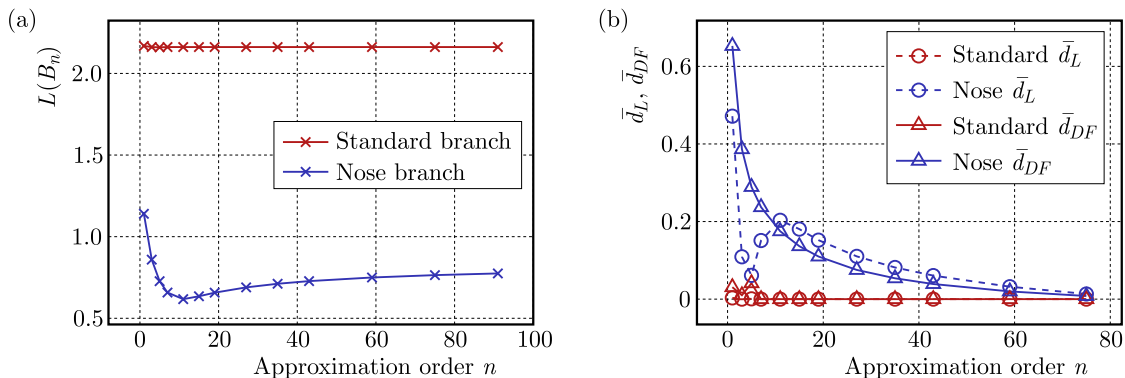 (a)
L(Bₙ)
2.0
1.5
1.0
0.5
0 20 40 60 80 100
Approximation order n
Standard branch
Nose branch
(b)
d̄_L, d̄_DF
0.6
0.4
0.2
0
0 20 40 60 80
Approximation order n
Standard d̄_L
Nose d̄_L
Standard d̄_DF
Nose d̄_DF